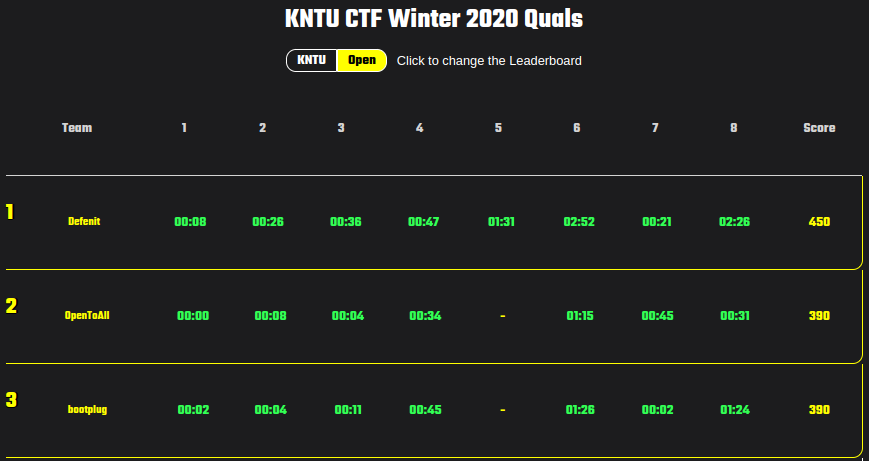 KNTU CTF Winter 2020 Quals
KNTU Open Click to change the Leaderboard
Team 1 2 3 4 5 6 7 8 Score
1 Defenit 00:08 00:26 00:36 00:47 01:31 02:52 00:21 02:26 450
2 OpenToAll 00:00 00:08 00:04 00:34 - 01:15 00:45 00:31 390
3 bootplug 00:02 00:04 00:11 00:45 - 01:26 00:02 01:24 390